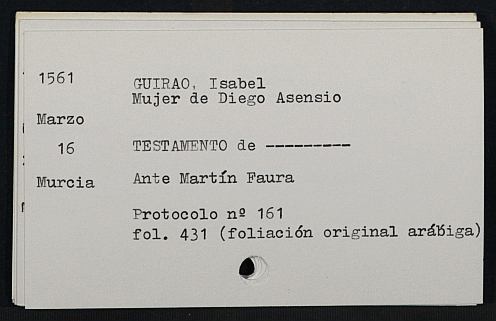 1561
GUIRAO, Isabel
Mujer de Diego Asensio
Marzo
16
TESTAMENTO de ---------
Murcia
Ante Martín Faura
Protocolo nº 161
fol. 431 (foliación original arábiga)